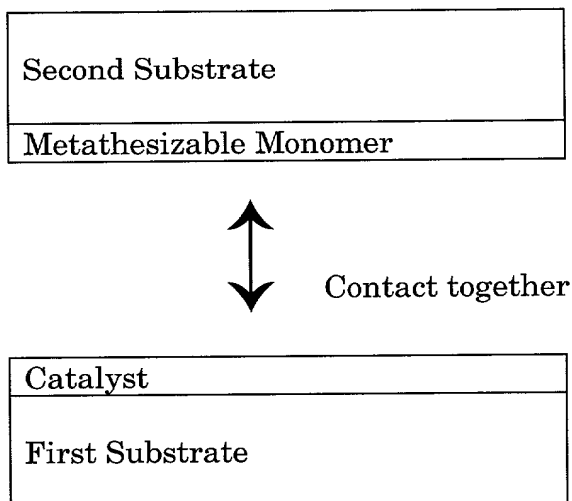 Second Substrate
Metathesizable Monomer
Contact together
Catalyst
First Substrate